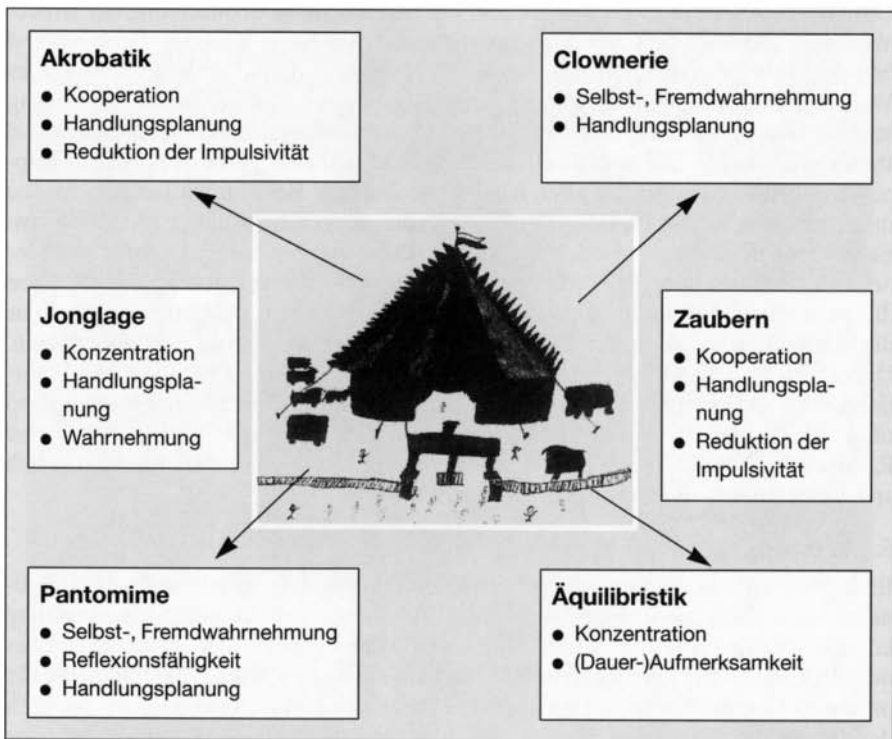 Akrobatik
● Kooperation
● Handlungsplanung
● Reduktion der Impulsivität
Clownerie
● Selbst-, Fremdwahrnehmung
● Handlungsplanung
Jonglage
● Konzentration
● Handlungspla-
nung
● Wahrnehmung
Zaubern
● Kooperation
● Handlungspla-
nung
● Reduktion der
Impulsivität
Pantomime
● Selbst-, Fremdwahrnehmung
● Reflexionsfähigkeit
● Handlungsplanung
Äquilibristik
● Konzentration
● (Dauer-)Aufmerksamkeit